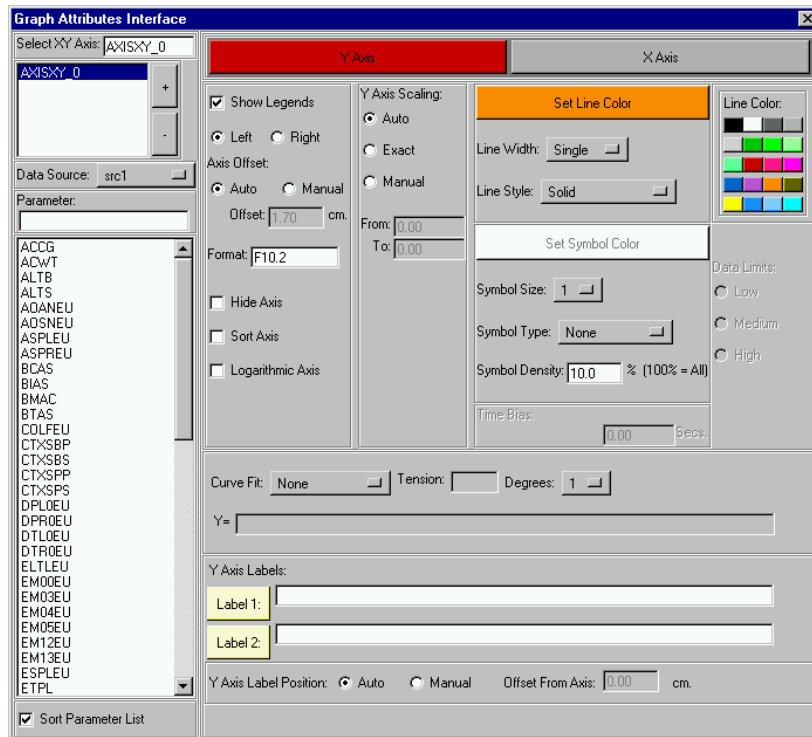 Graph Attributes Interface
Select XY Axis: AXISXY_0
AXISXY_0
+
-
Data Source: src1
Parameter:
ACCG
ACWT
ALTB
ALTS
AOANEU
AOSNEU
ASPLEU
ASPREU
BCAS
BIAS
BMAC
BTAS
COLFEU
CTXSBP
CTXSBS
CTXSPP
CTXSPS
DPL0EU
DPR0EU
DTL0EU
DTR0EU
ELTLEU
EM00EU
EM03EU
EM04EU
EM05EU
EM12EU
EM13EU
ESPLEU
ETPL
Sort Parameter List
Y Axis
X Axis
Show Legends
Left Right
Axis Offset:
Auto Manual
Offset: 1.70 cm.
Format: F10.2
Hide Axis
Sort Axis
Logarithmic Axis
Y Axis Scaling:
Auto
Exact
Manual
From: 0.00
To: 0.00
Set Line Color
Line Width: Single
Line Style: Solid
Set Symbol Color
Symbol Size: 1
Symbol Type: None
Symbol Density: 10.0 % (100% = All)
Time Bias:
0.00 Secs.
Line Color:
Data Limits:
Low
Medium
High
Curve Fit: None Tension: Degrees: 1
Y=
Y Axis Labels:
Label 1:
Label 2:
Y Axis Label Position: Auto Manual Offset From Axis: 0.00 cm.